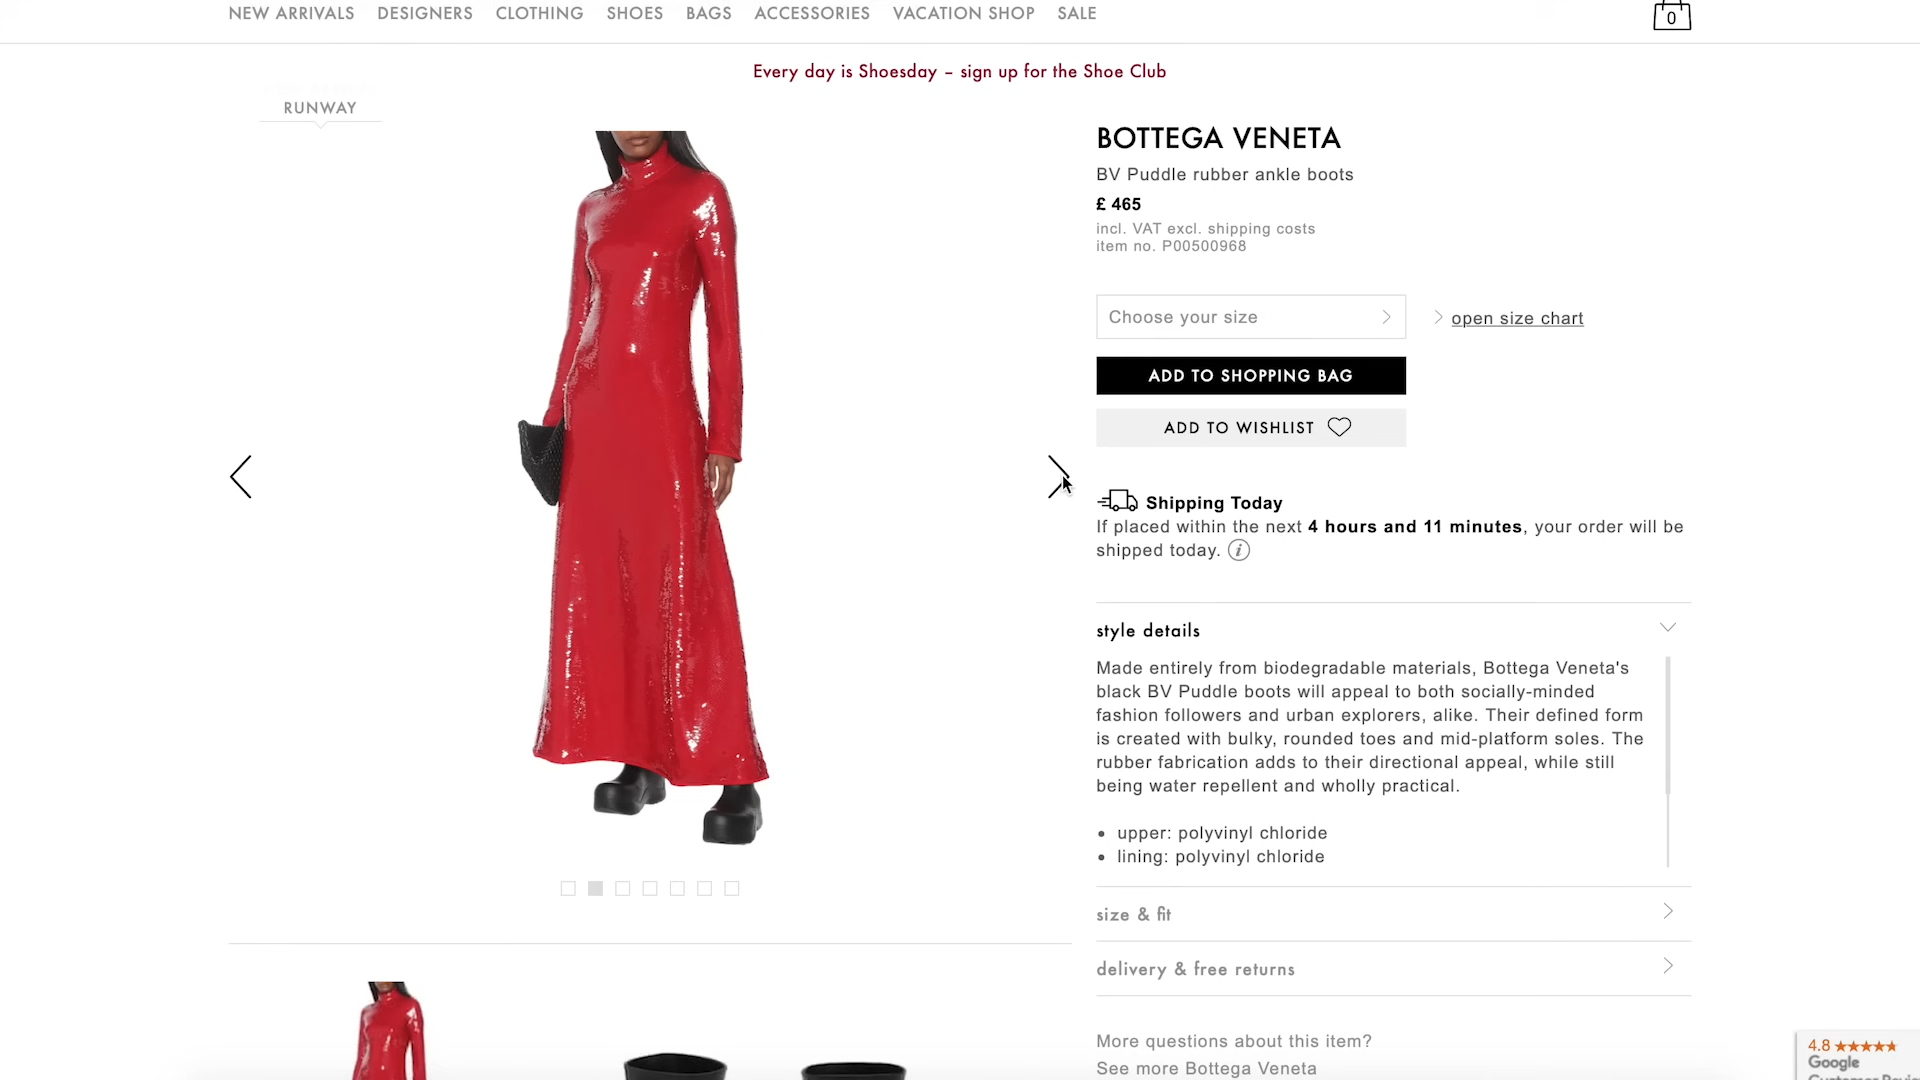 NEW ARRIVALS DESIGNERS CLOTHING SHOES BAGS ACCESSORIES VACATION SHOP SALE
0
Every day is Shoesday – sign up for the Shoe Club
RUNWAY
BOTTEGA VENETA
BV Puddle rubber ankle boots
£ 465
incl. VAT excl. shipping costs
item no. P00500968
Choose your size
open size chart
ADD TO SHOPPING BAG
ADD TO WISHLIST
Shipping Today
If placed within the next 4 hours and 11 minutes, your order will be
shipped today. i
style details
Made entirely from biodegradable materials, Bottega Veneta's
black BV Puddle boots will appeal to both socially-minded
fashion followers and urban explorers, alike. Their defined form
is created with bulky, rounded toes and mid-platform soles. The
rubber fabrication adds to their directional appeal, while still
being water repellent and wholly practical.
• upper: polyvinyl chloride
• lining: polyvinyl chloride
size & fit
delivery & free returns
More questions about this item?
See more Bottega Veneta
4.8 ★★★★★
Google